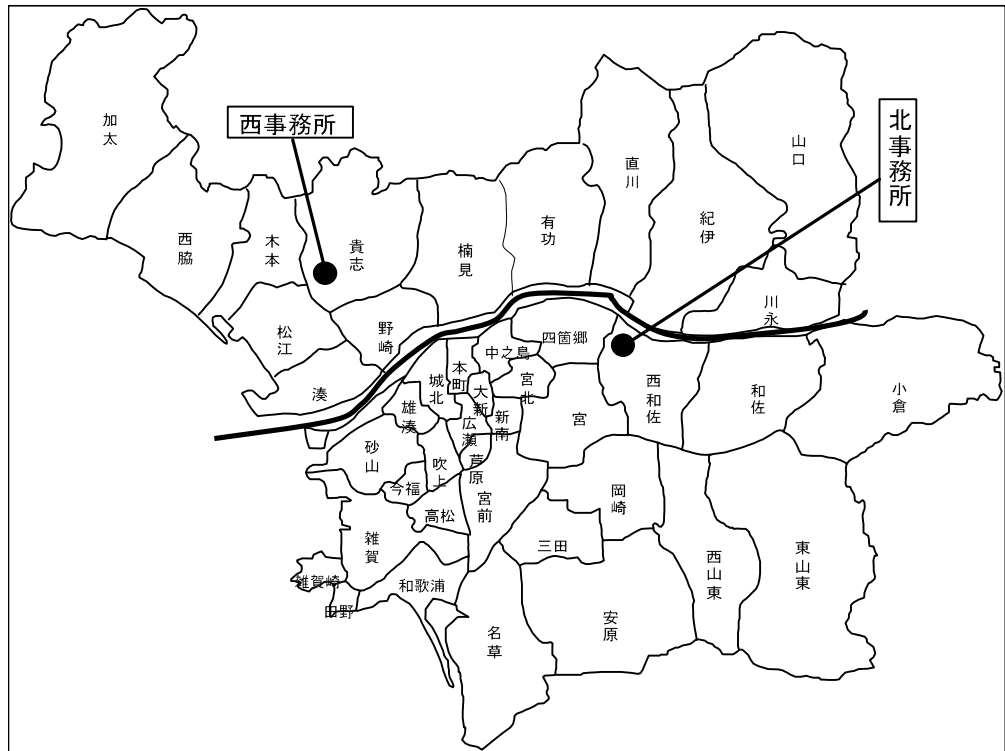 加太
西事務所
北事務所
山口
直川
有功
紀伊
西脇
木本
貴志
楠見
川永
松江
野崎
四箇郷
中之島
本町
城北
大新
宮北
湊
雄湊
広瀬
新南
宮
西和佐
和佐
小倉
砂山
吹上
芦原
今福
宮前
岡崎
高松
雑賀
三田
西山東
東山東
雑賀崎
和歌浦
田野
名草
安原